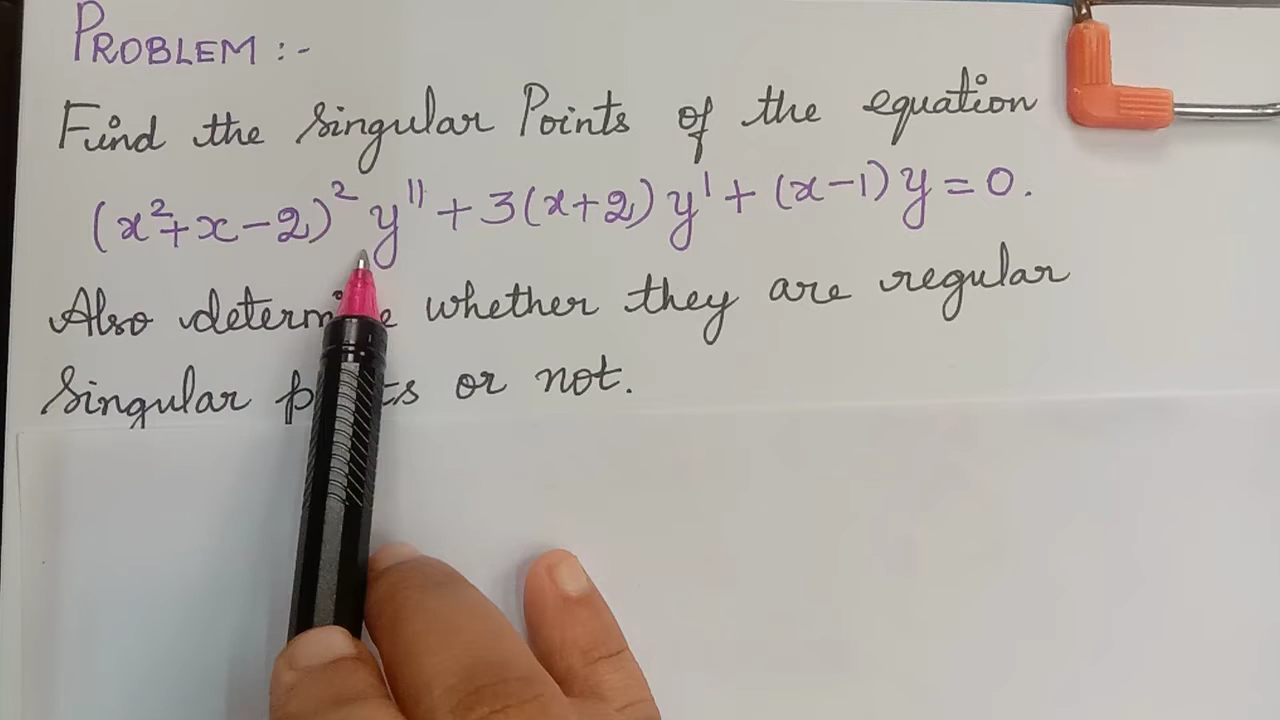 PROBLEM :-
Find the singular Points of the equation
(x²+x-2)² y'' + 3(x+2) y' + (x-1) y = 0.
Also whether they are regular
singular or not.